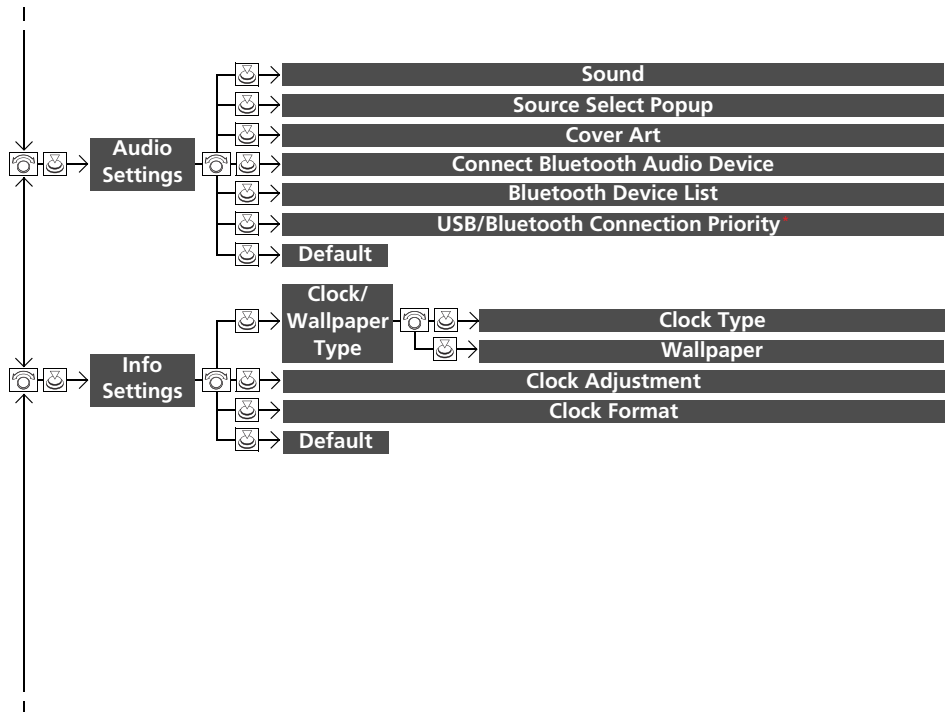 Sound
Source Select Popup
Cover Art
Audio
Settings
Connect Bluetooth Audio Device
Bluetooth Device List
USB/Bluetooth Connection Priority*
Default
Clock/
Wallpaper
Type
Clock Type
Wallpaper
Info
Settings
Clock Adjustment
Clock Format
Default